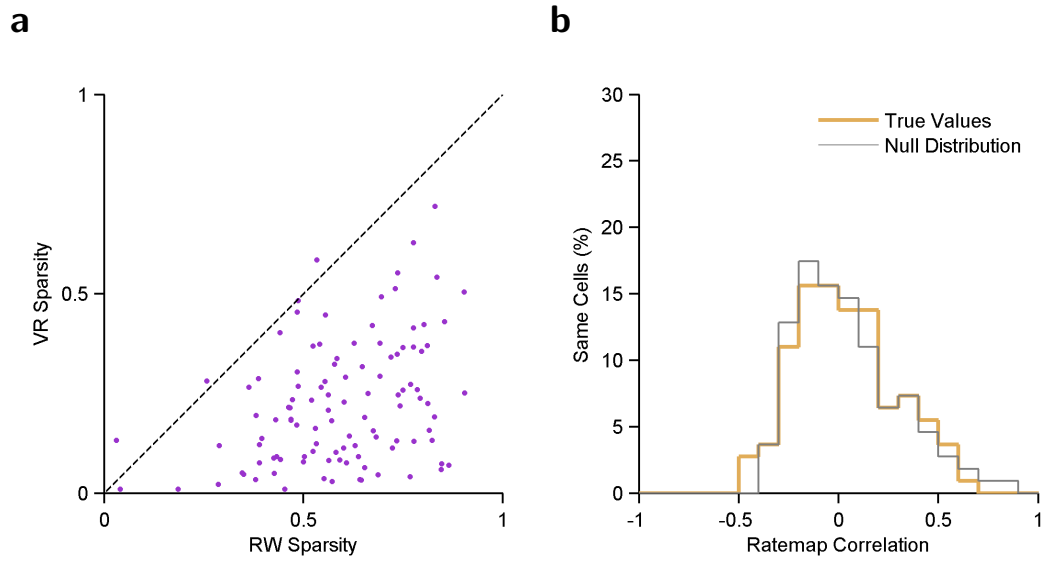 a
b
1
0.5
0
VR Sparsity
0
0.5
1
RW Sparsity
30
25
20
15
10
5
0
Same Cells (%)
True Values
Null Distribution
-1
-0.5
0
0.5
1
Ratemap Correlation